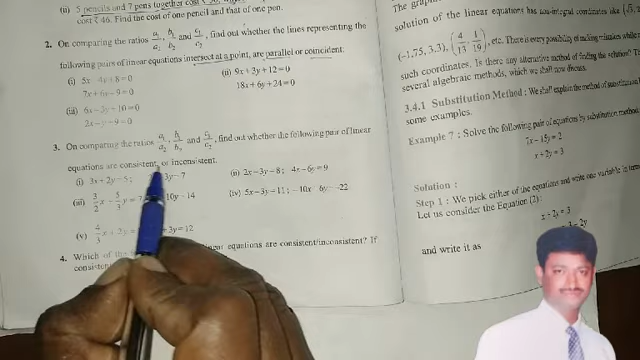 (ii) 5 pencils and 7 pens together cost ₹ 50,
cost ₹ 46. Find the cost of one pencil and that of one pen.
2. On comparing the ratios a₁/a₂, b₁/b₂ and c₁/c₂, find out whether the lines representing the
following pairs of linear equations intersect at a point, are parallel or coincident:
(i) 5x 4y+8=0
7x+6y-9=0
(ii) 9x+3y+12=0
18x+6y+24=0
(iii) 6x-3y-10=0
2x-y-9=0
3. On comparing the ratios a₁/a₂, b₁/b₂ and c₁/c₂, find out whether the following pair of linear
equations are consistent, or inconsistent.
(i) 3x+2y-5; 3y-7
(ii) 2x-3y-8; 4x-6y=9
(iii) 3/2 x - 5/3 y = 7 10y-14
(iv) 5x-3y=11; -10x 6y= -22
(v) 4/3 x+2y +3y=12
4. Which of the linear equations are consistent/inconsistent? If
consistent
The graph
solution of the linear equations has non-integral coordinates like (√3,
(-1.75, 3.3), (4/13, 1/19), etc. There is every possibility of making mistakes while
such coordinates. Is there any alternative method of finding the solution? There
several algebraic methods, which we shall now discuss.
3.4.1 Substitution Method : We shall explain the method of substitution
some examples.
Example 7 : Solve the following pair of equations by substitution
7x -15y = 2
x + 2y = 3
Solution :
Step 1 : We pick either of the equations and write one variable in terms
Let us consider the Equation (2) :
x + 2y = 3
and write it as
3 - 2y